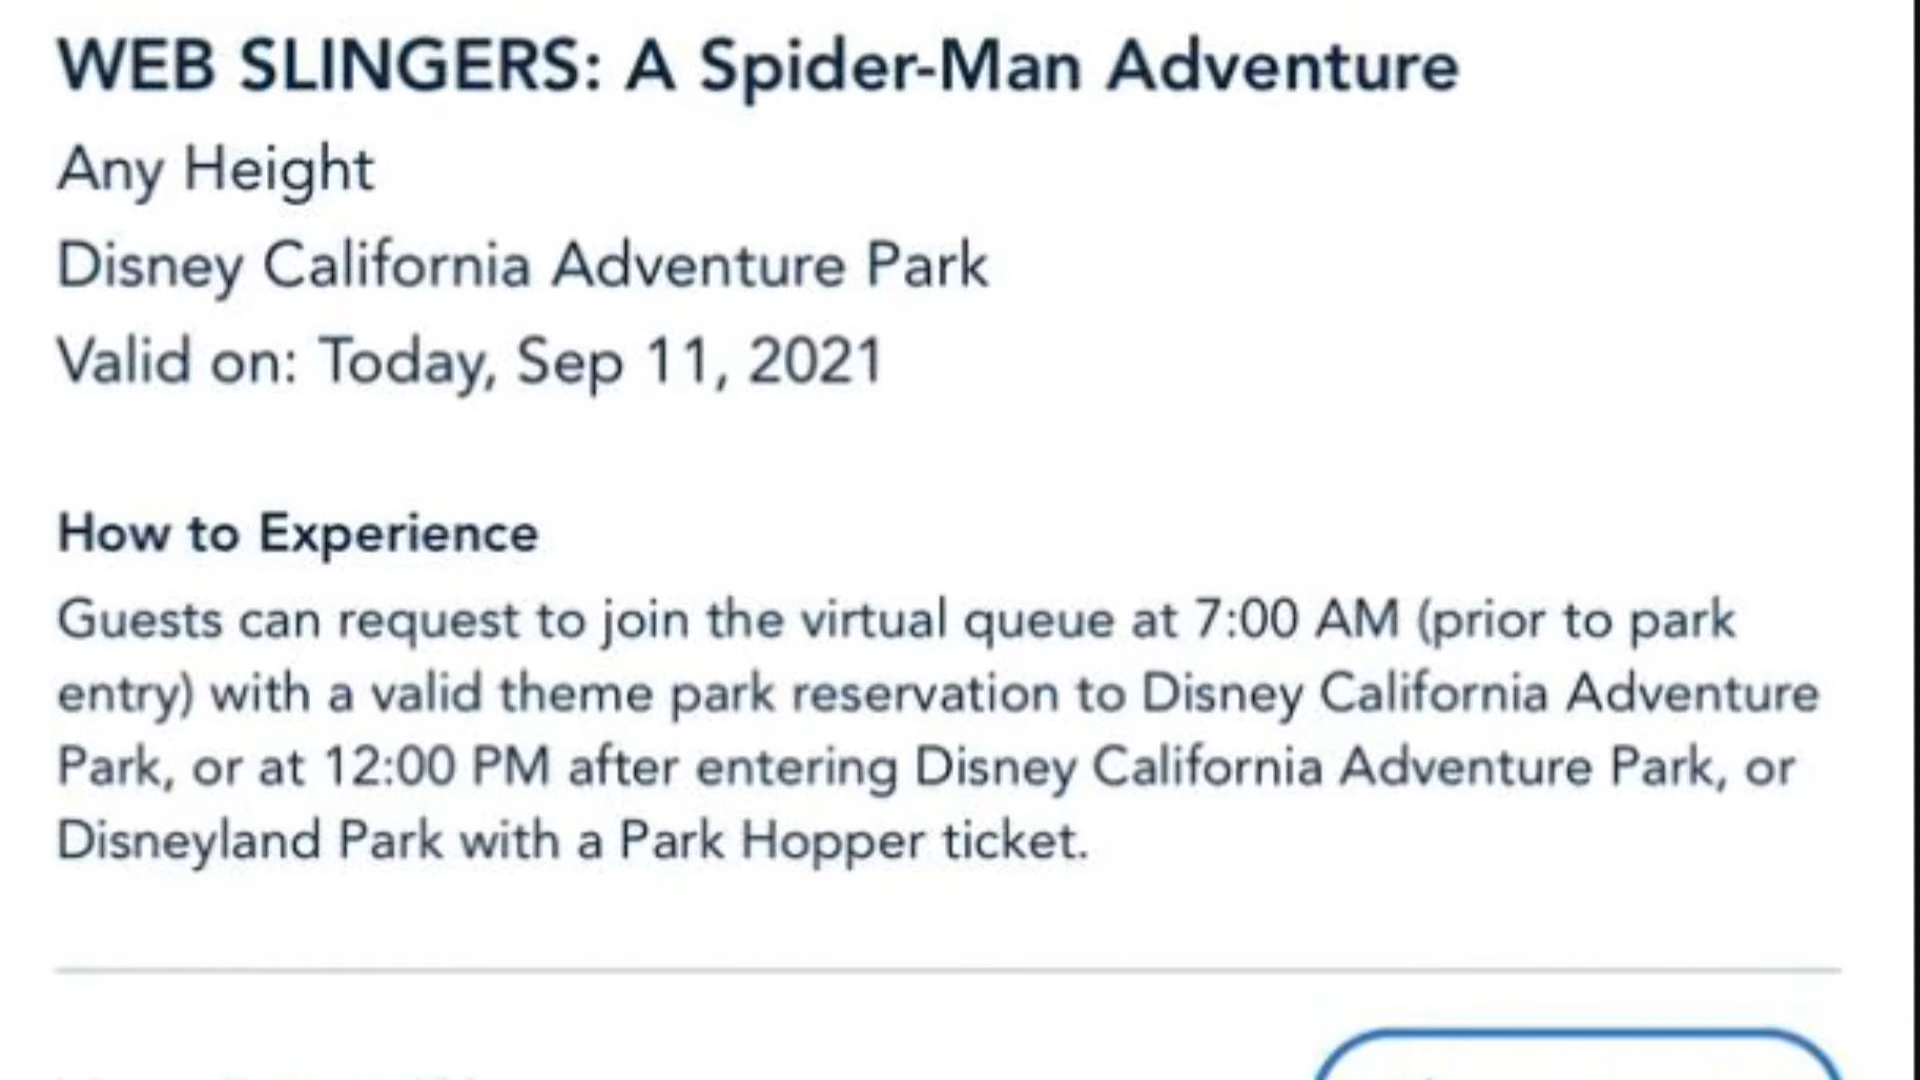 WEB SLINGERS: A Spider-Man Adventure
Any Height
Disney California Adventure Park
Valid on: Today, Sep 11, 2021
How to Experience
Guests can request to join the virtual queue at 7:00 AM (prior to park
entry) with a valid theme park reservation to Disney California Adventure
Park, or at 12:00 PM after entering Disney California Adventure Park, or
Disneyland Park with a Park Hopper ticket.